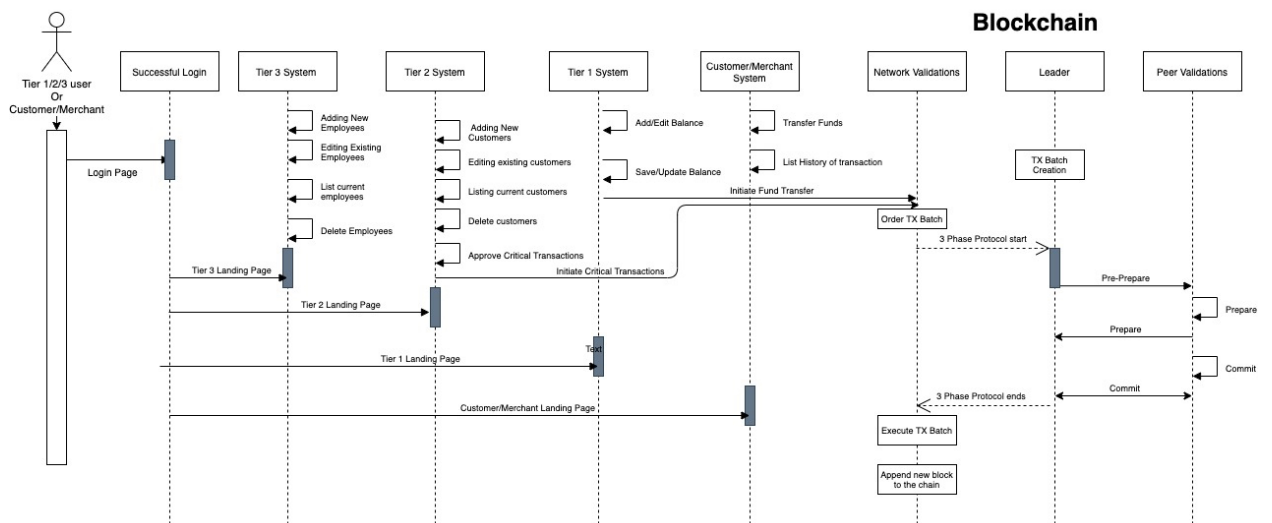 Blockchain
Tier 1/2/3 user
Or
Customer/Merchant
Successful Login
Tier 3 System
Tier 2 System
Tier 1 System
Customer/Merchant
System
Network Validations
Leader
Peer Validations
Adding New
Employees
Editing Existing
Employees
List current
employees
Delete Employees
Adding New
Customers
Editing existing customers
Listing current customers
Delete customers
Approve Critical Transactions
Add/Edit Balance
Save/Update Balance
Transfer Funds
List History of transaction
TX Batch
Creation
Login Page
Initiate Fund Transfer
Order TX Batch
3 Phase Protocol start
Tier 3 Landing Page
Initiate Critical Transactions
Pre-Prepare
Tier 2 Landing Page
Prepare
Prepare
Text
Tier 1 Landing Page
Commit
Commit
3 Phase Protocol ends
Customer/Merchant Landing Page
Execute TX Batch
Append new block
to the chain